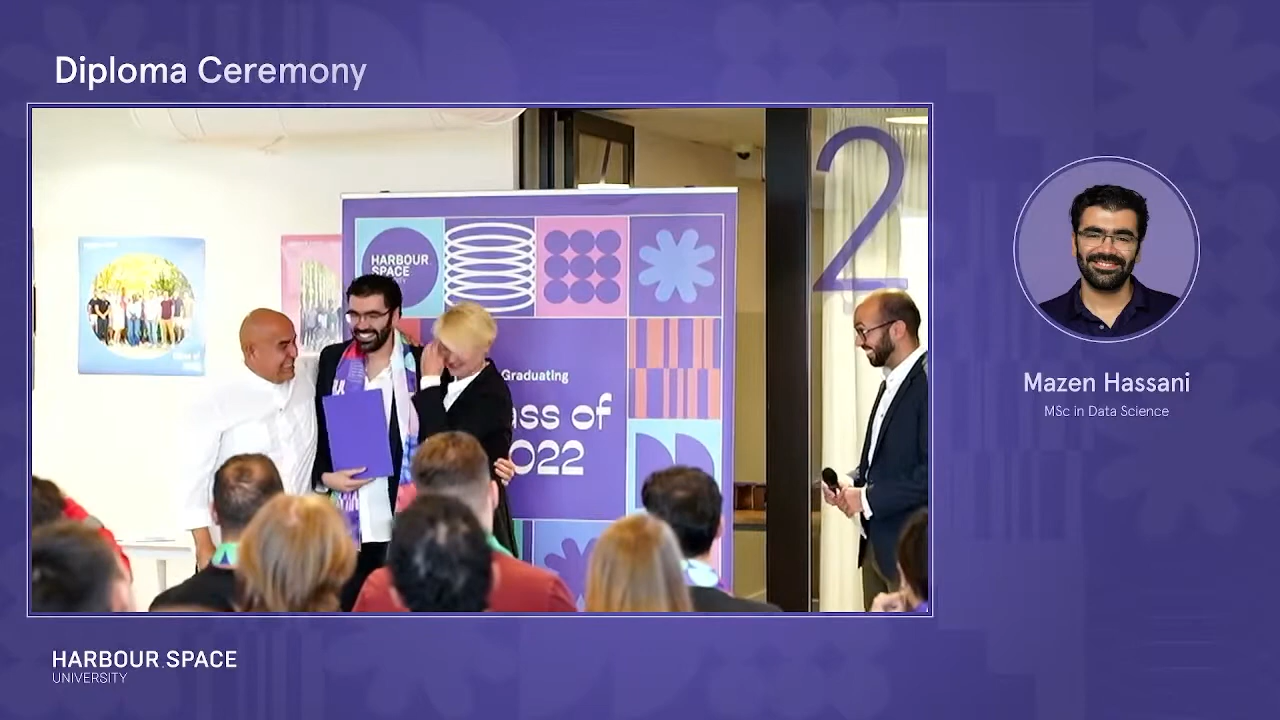 Diploma Ceremony
2
HARBOUR
SPACE
Graduating
ass of
022
Mazen Hassani
MSc in Data Science
HARBOUR.SPACE
UNIVERSITY